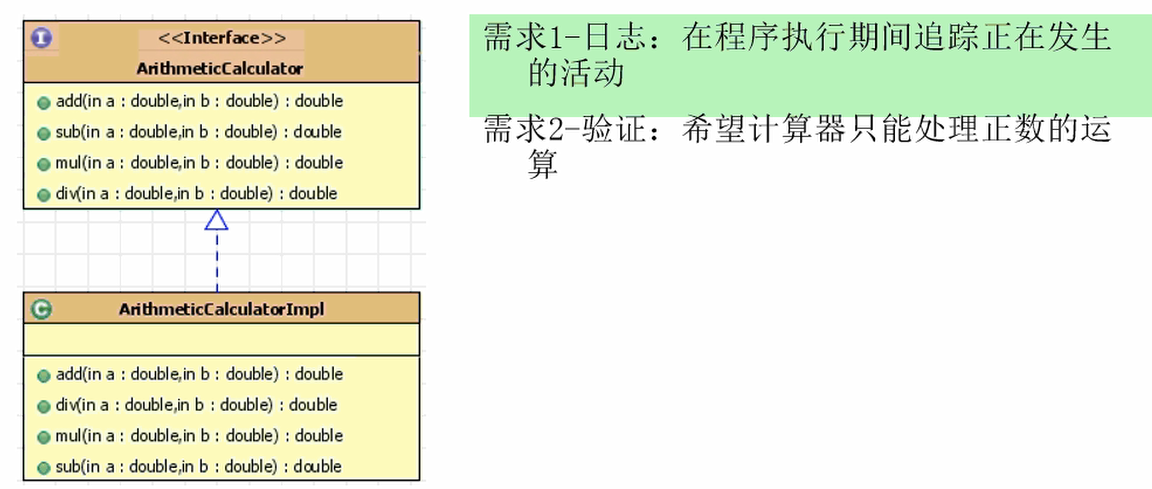 I
<<Interface>>
ArithmeticCalculator
add(in a : double,in b : double) : double
sub(in a : double,in b : double) : double
mul(in a : double,in b : double) : double
div(in a : double,in b : double) : double
C
ArithmeticCalculatorImpl
add(in a : double,in b : double) : double
div(in a : double,in b : double) : double
mul(in a : double,in b : double) : double
sub(in a : double,in b : double) : double
需求1-日志：在程序执行期间追踪正在发生
的活动
需求2-验证：希望计算器只能处理正数的运
算